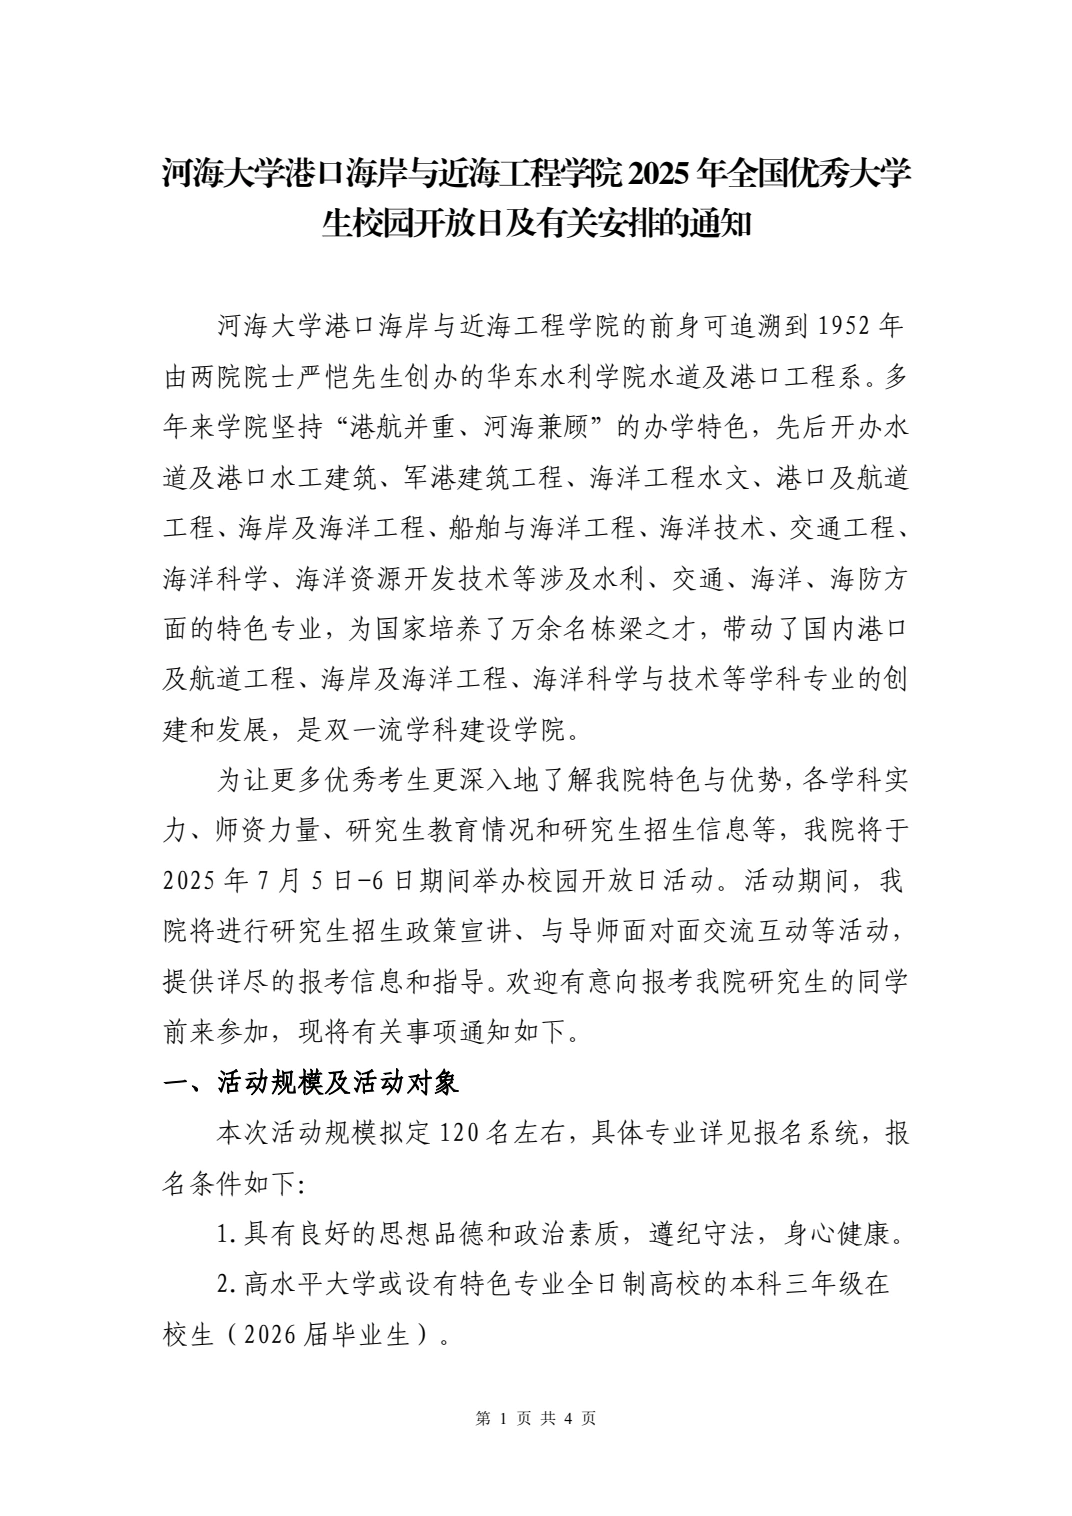 河海大学港口海岸与近海工程学院 2025 年全国优秀大学
生校园开放日及有关安排的通知
河海大学港口海岸与近海工程学院的前身可追溯到 1952 年
由两院院士严恺先生创办的华东水利学院水道及港口工程系。多
年来学院坚持“港航并重、河海兼顾”的办学特色，先后开办水
道及港口水工建筑、军港建筑工程、海洋工程水文、港口及航道
工程、海岸及海洋工程、船舶与海洋工程、海洋技术、交通工程、
海洋科学、海洋资源开发技术等涉及水利、交通、海洋、海防方
面的特色专业，为国家培养了万余名栋梁之才，带动了国内港口
及航道工程、海岸及海洋工程、海洋科学与技术等学科专业的创
建和发展，是双一流学科建设学院。
为让更多优秀考生更深入地了解我院特色与优势，各学科实
力、师资力量、研究生教育情况和研究生招生信息等，我院将于
2025 年 7 月 5 日-6 日期间举办校园开放日活动。活动期间，我
院将进行研究生招生政策宣讲、与导师面对面交流互动等活动，
提供详尽的报考信息和指导。欢迎有意向报考我院研究生的同学
前来参加，现将有关事项通知如下。
一、活动规模及活动对象
本次活动规模拟定 120 名左右，具体专业详见报名系统，报
名条件如下：
1.具有良好的思想品德和政治素质，遵纪守法，身心健康。
2.高水平大学或设有特色专业全日制高校的本科三年级在
校生（2026 届毕业生）。
第 1 页 共 4 页